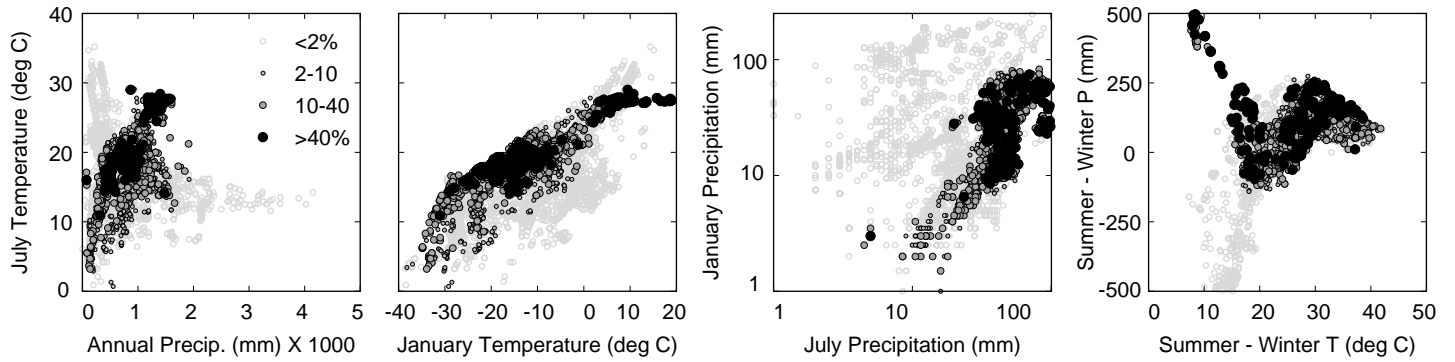 July Temperature (deg C)
40
30
20
10
0
0 1 2 3 4 5
Annual Precip. (mm) X 1000
<2%
2-10
10-40
>40%
-40 -30 -20 -10 0 10 20
January Temperature (deg C)
January Precipitation (mm)
100
10
1
1 10 100
July Precipitation (mm)
Summer - Winter P (mm)
500
250
0
-250
-500
0 10 20 30 40 50
Summer - Winter T (deg C)